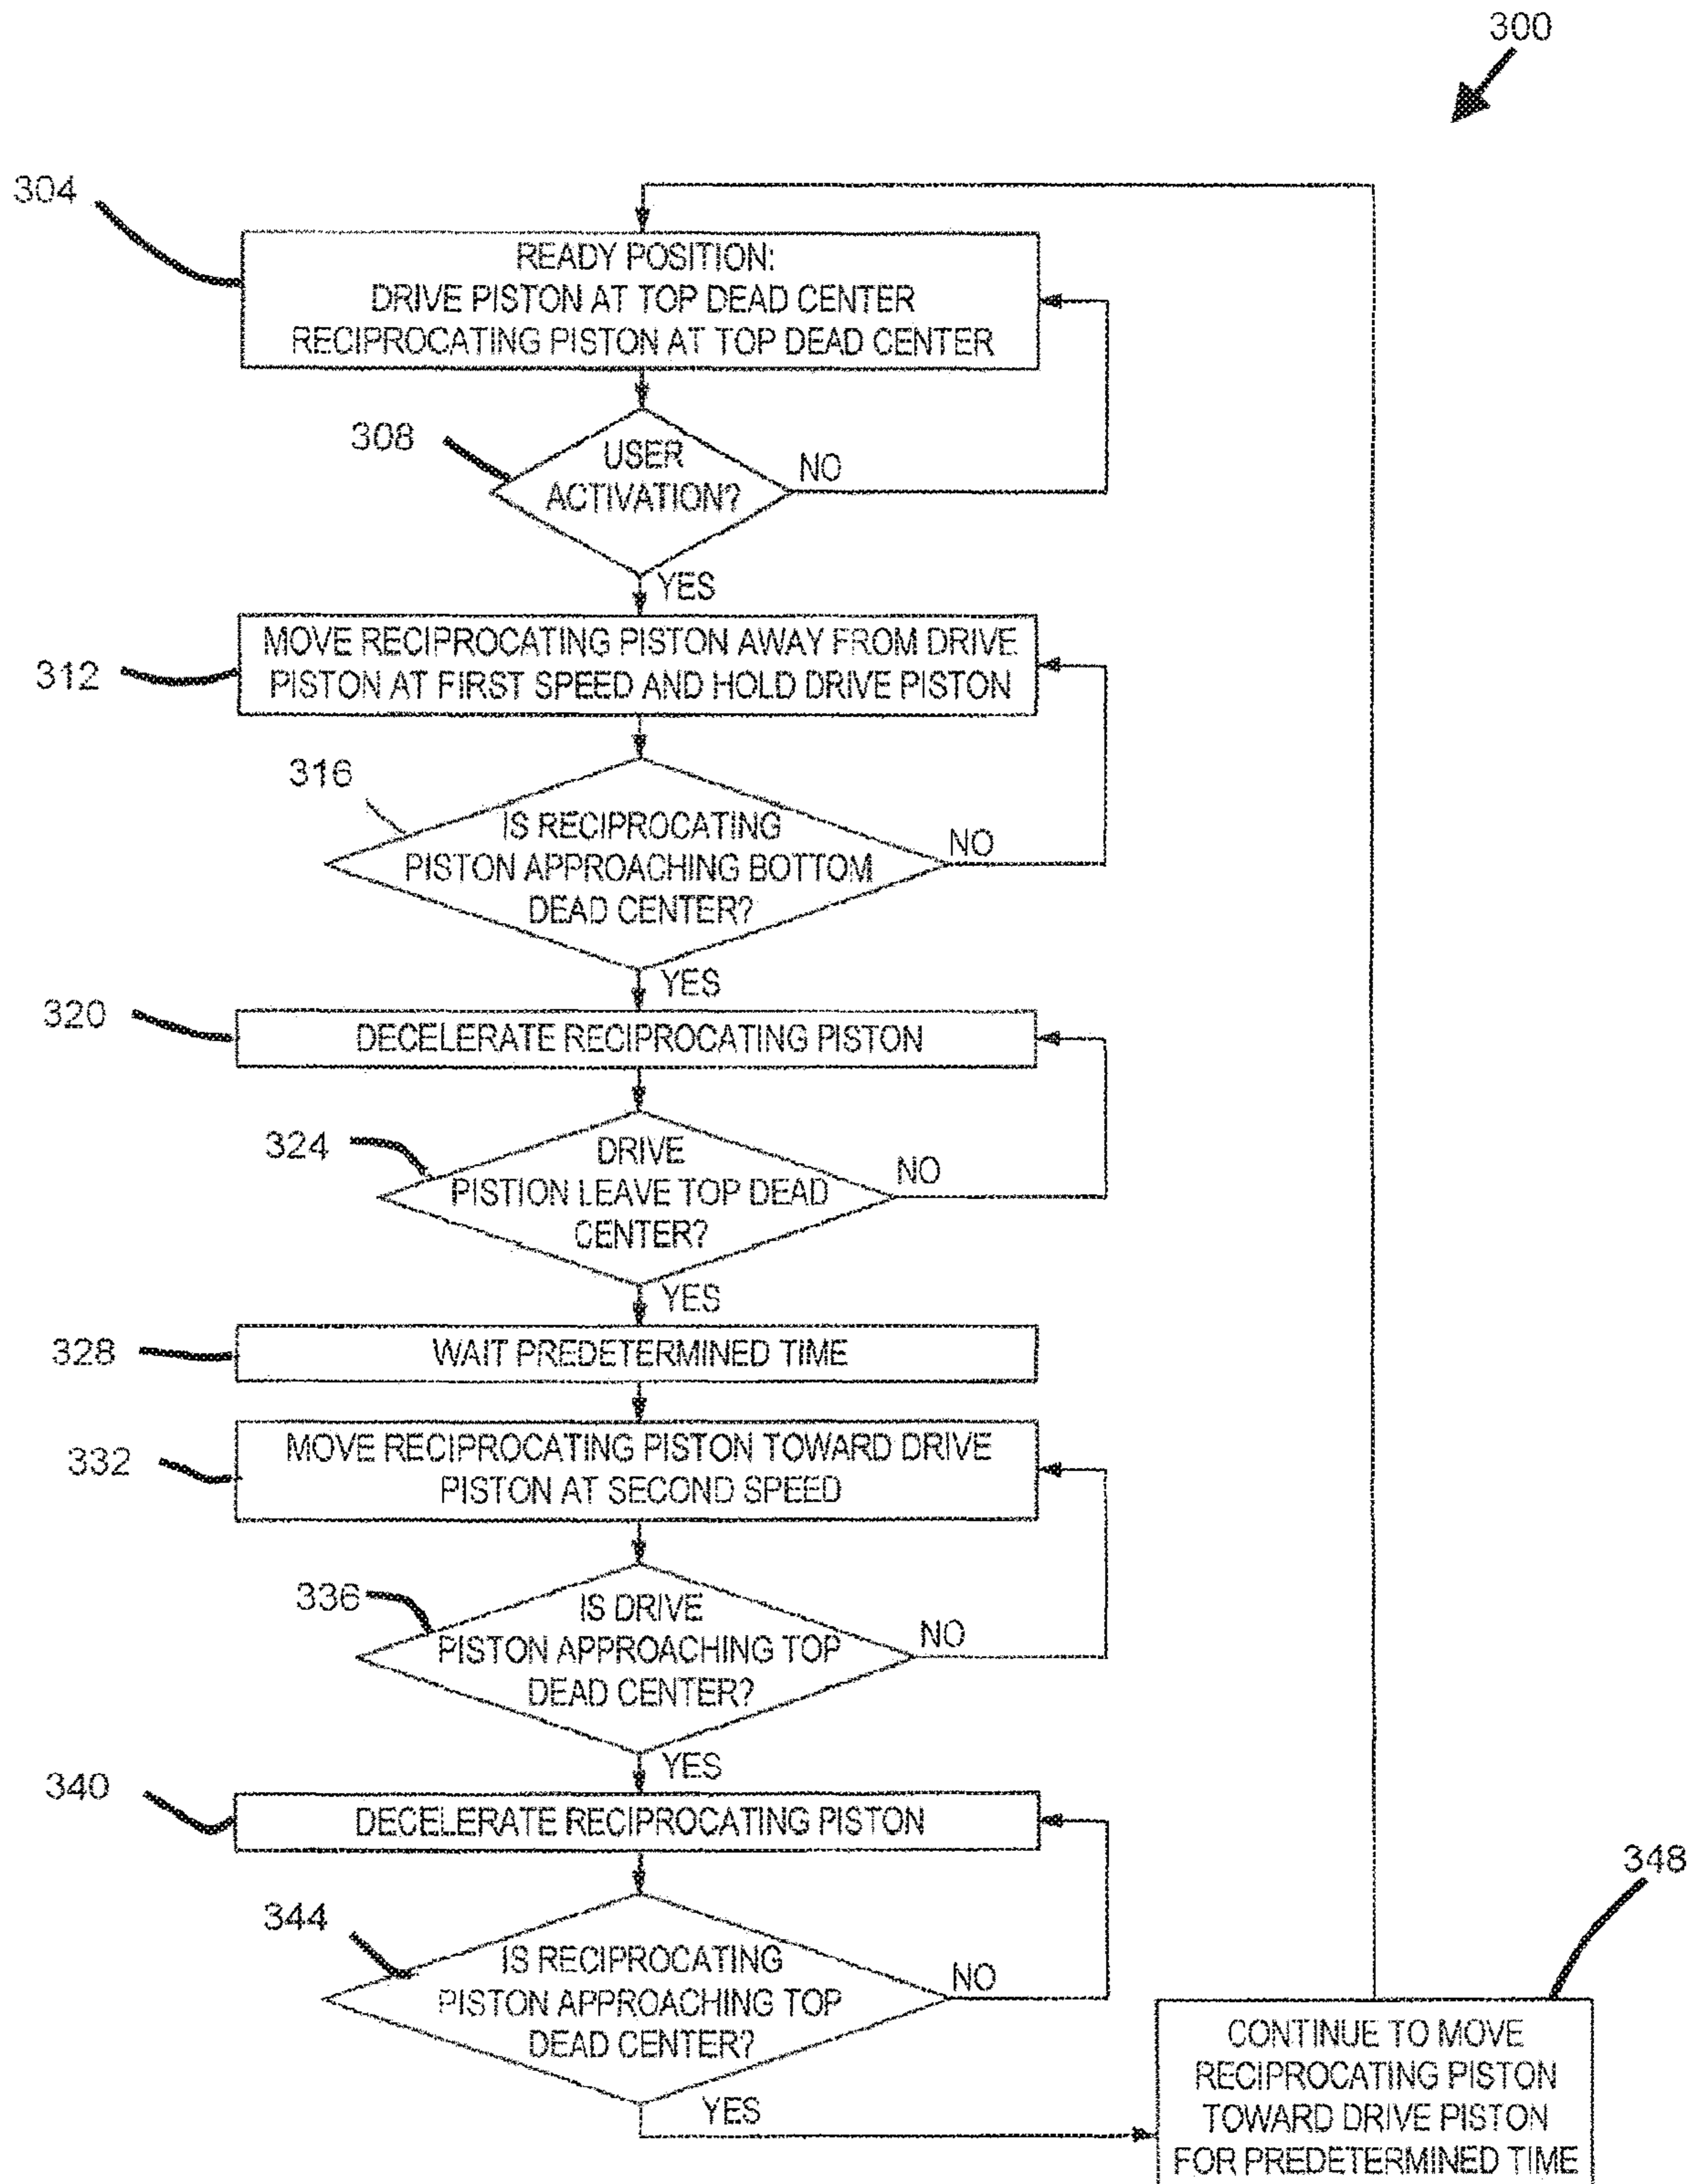 300
304
READY POSITION:
DRIVE PISTON AT TOP DEAD CENTER
RECIPROCATING PISTON AT TOP DEAD CENTER
308
USER
ACTIVATION?
NO
YES
312
MOVE RECIPROCATING PISTON AWAY FROM DRIVE
PISTON AT FIRST SPEED AND HOLD DRIVE PISTON
316
IS RECIPROCATING
PISTON APPROACHING BOTTOM
DEAD CENTER?
NO
YES
320
DECELERATE RECIPROCATING PISTON
324
DRIVE
PISTION LEAVE TOP DEAD
CENTER?
NO
YES
328
WAIT PREDETERMINED TIME
332
MOVE RECIPROCATING PISTON TOWARD DRIVE
PISTON AT SECOND SPEED
336
IS DRIVE
PISTON APPROACHING TOP
DEAD CENTER?
NO
YES
340
DECELERATE RECIPROCATING PISTON
344
IS RECIPROCATING
PISTON APPROACHING TOP
DEAD CENTER?
NO
YES
348
CONTINUE TO MOVE
RECIPROCATING PISTON
TOWARD DRIVE PISTON
FOR PREDETERMINED TIME